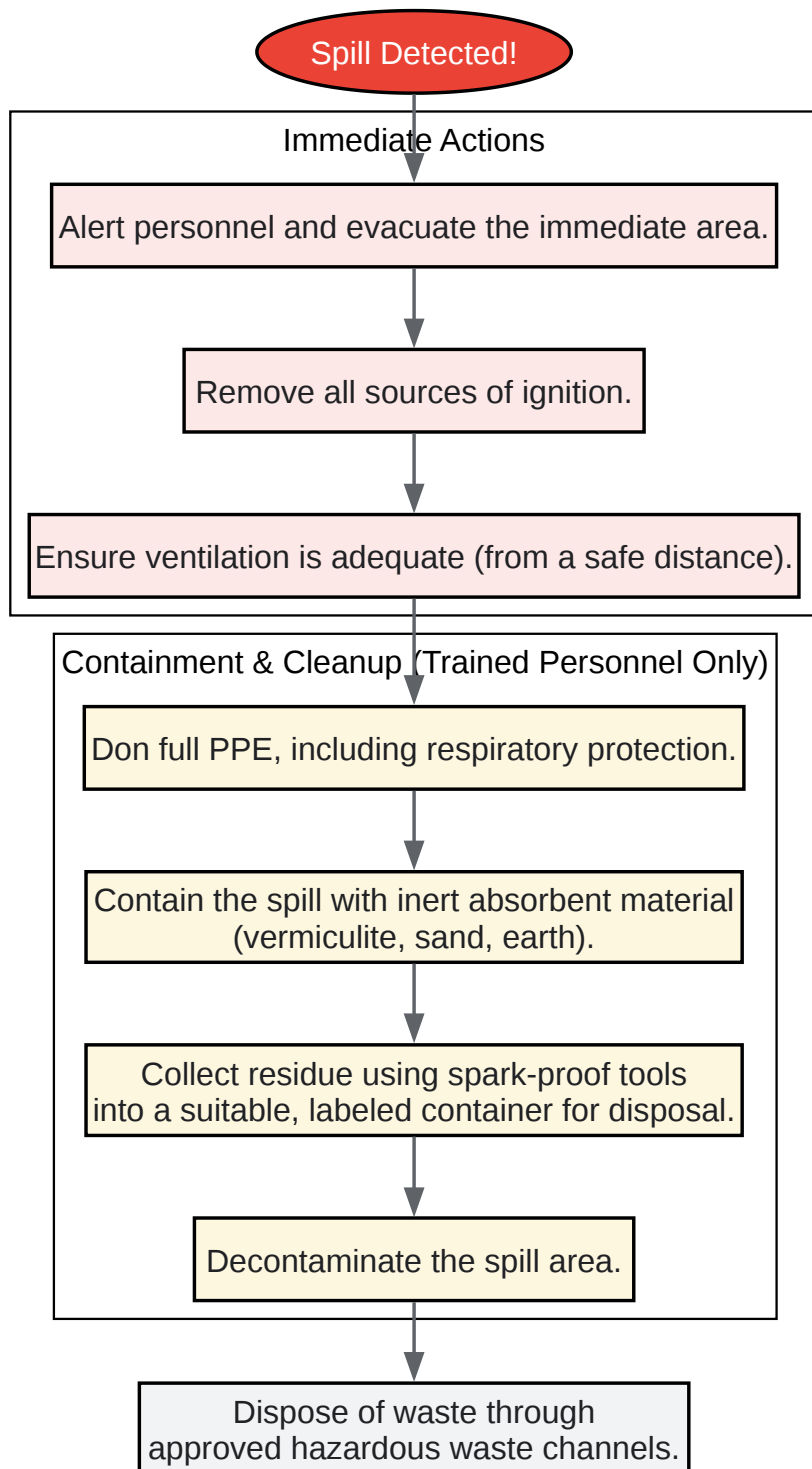 Spill Detected!
Immediate Actions
Alert personnel and evacuate the immediate area.
Remove all sources of ignition.
Ensure ventilation is adequate (from a safe distance).
Containment & Cleanup (Trained Personnel Only)
Don full PPE, including respiratory protection.
Contain the spill with inert absorbent material
(vermiculite, sand, earth).
Collect residue using spark-proof tools
into a suitable, labeled container for disposal.
Decontaminate the spill area.
Dispose of waste through
approved hazardous waste channels.